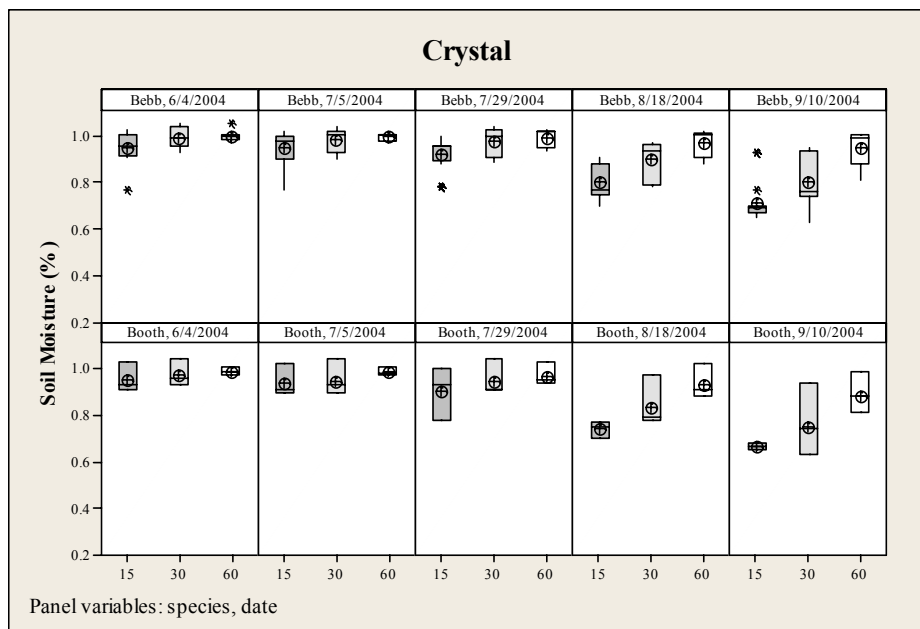 Crystal
Bebb, 6/4/2004
Bebb, 7/5/2004
Bebb, 7/29/2004
Bebb, 8/18/2004
Bebb, 9/10/2004
1.0
0.8
0.6
0.4
0.2
Soil Moisture (%)
Booth, 6/4/2004
Booth, 7/5/2004
Booth, 7/29/2004
Booth, 8/18/2004
Booth, 9/10/2004
1.0
0.8
0.6
0.4
0.2
15 30 60 15 30 60 15 30 60 15 30 60 15 30 60
Panel variables: species, date